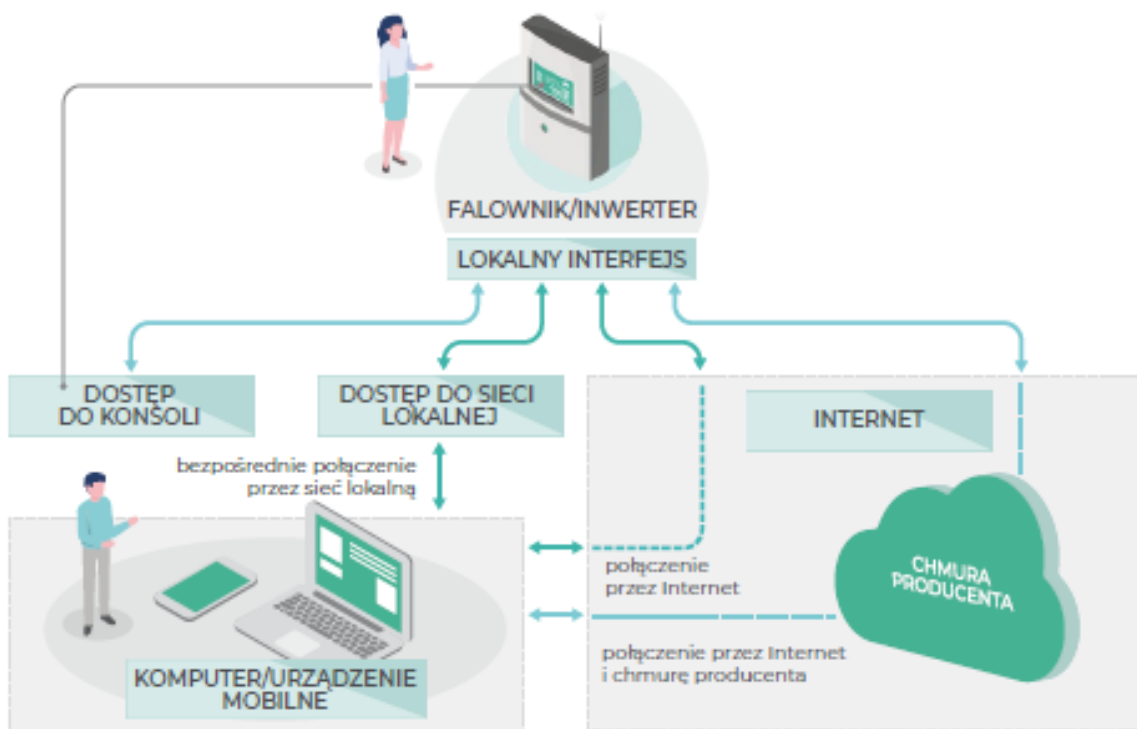 FALOWNIK/INWERTER
LOKALNY INTERFEJS
DOSTĘP
DO KONSOLI
DOSTĘP DO SIECI
LOKALNEJ
INTERNET
bezpośrednie połączenie
przez sieć lokalną
CHMURA
PRODUCENTA
połączenie
przez Internet
połączenie przez Internet
i chmurę producenta
KOMPUTER/URZĄDZENIE
MOBILNE